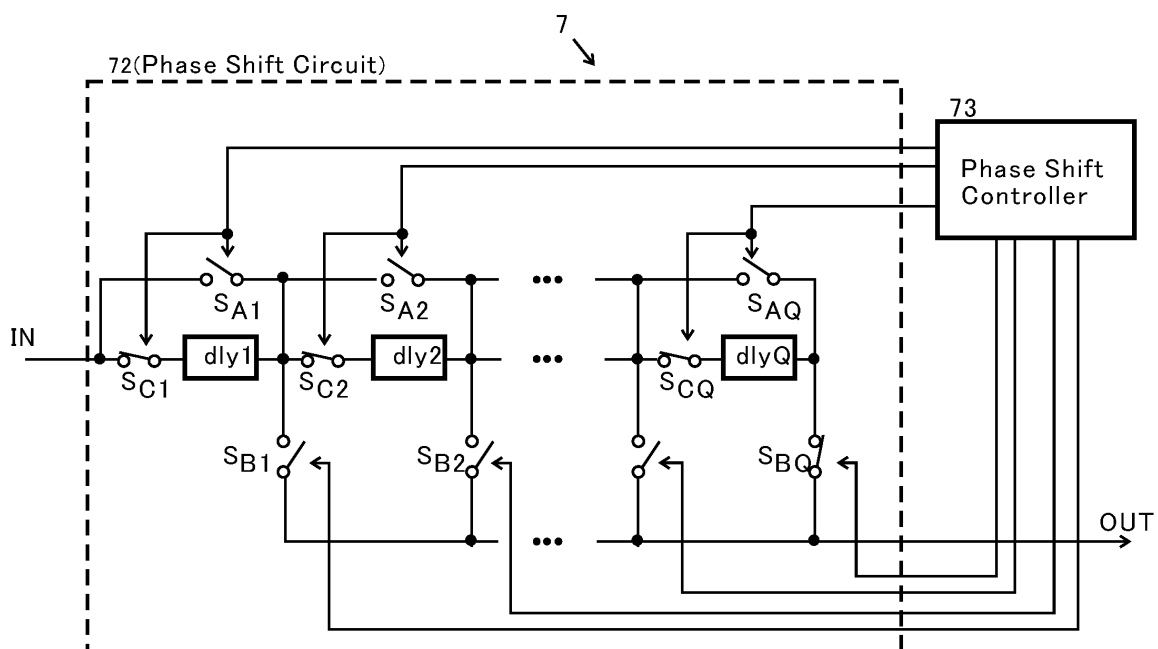 7
72(Phase Shift Circuit)
73
Phase Shift
Controller
SA1
SA2
•••
SAQ
IN
dly1
dly2
•••
dlyQ
SC1
SC2
SCQ
SB1
SB2
SBQ
OUT
•••